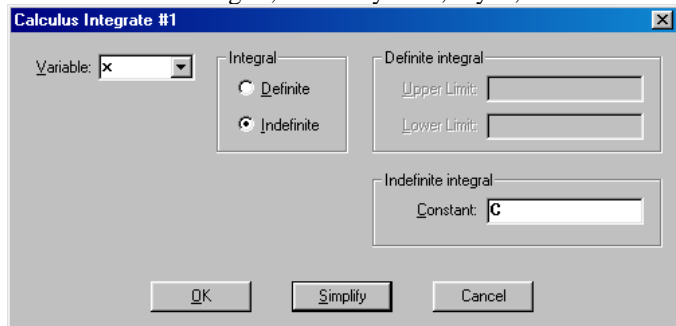 Calculus Integrate #1
Variable: x
Integral
Definite
Indefinite
Definite integral
Upper Limit:
Lower Limit:
Indefinite integral
Constant: C
OK Simplify Cancel